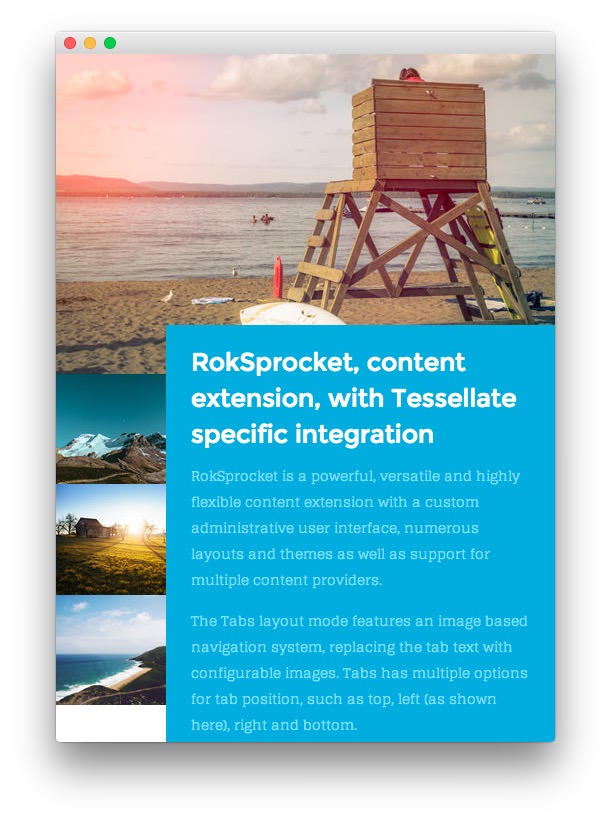 RokSprocket, content
extension, with Tessellate
specific integration
RokSprocket is a powerful, versatile and highly
flexible content extension with a custom
administrative user interface, numerous
layouts and themes as well as support for
multiple content providers.
The Tabs layout mode features an image based
navigation system, replacing the tab text with
configurable images. Tabs has multiple options
for tab position, such as top, left (as shown
here), right and bottom.